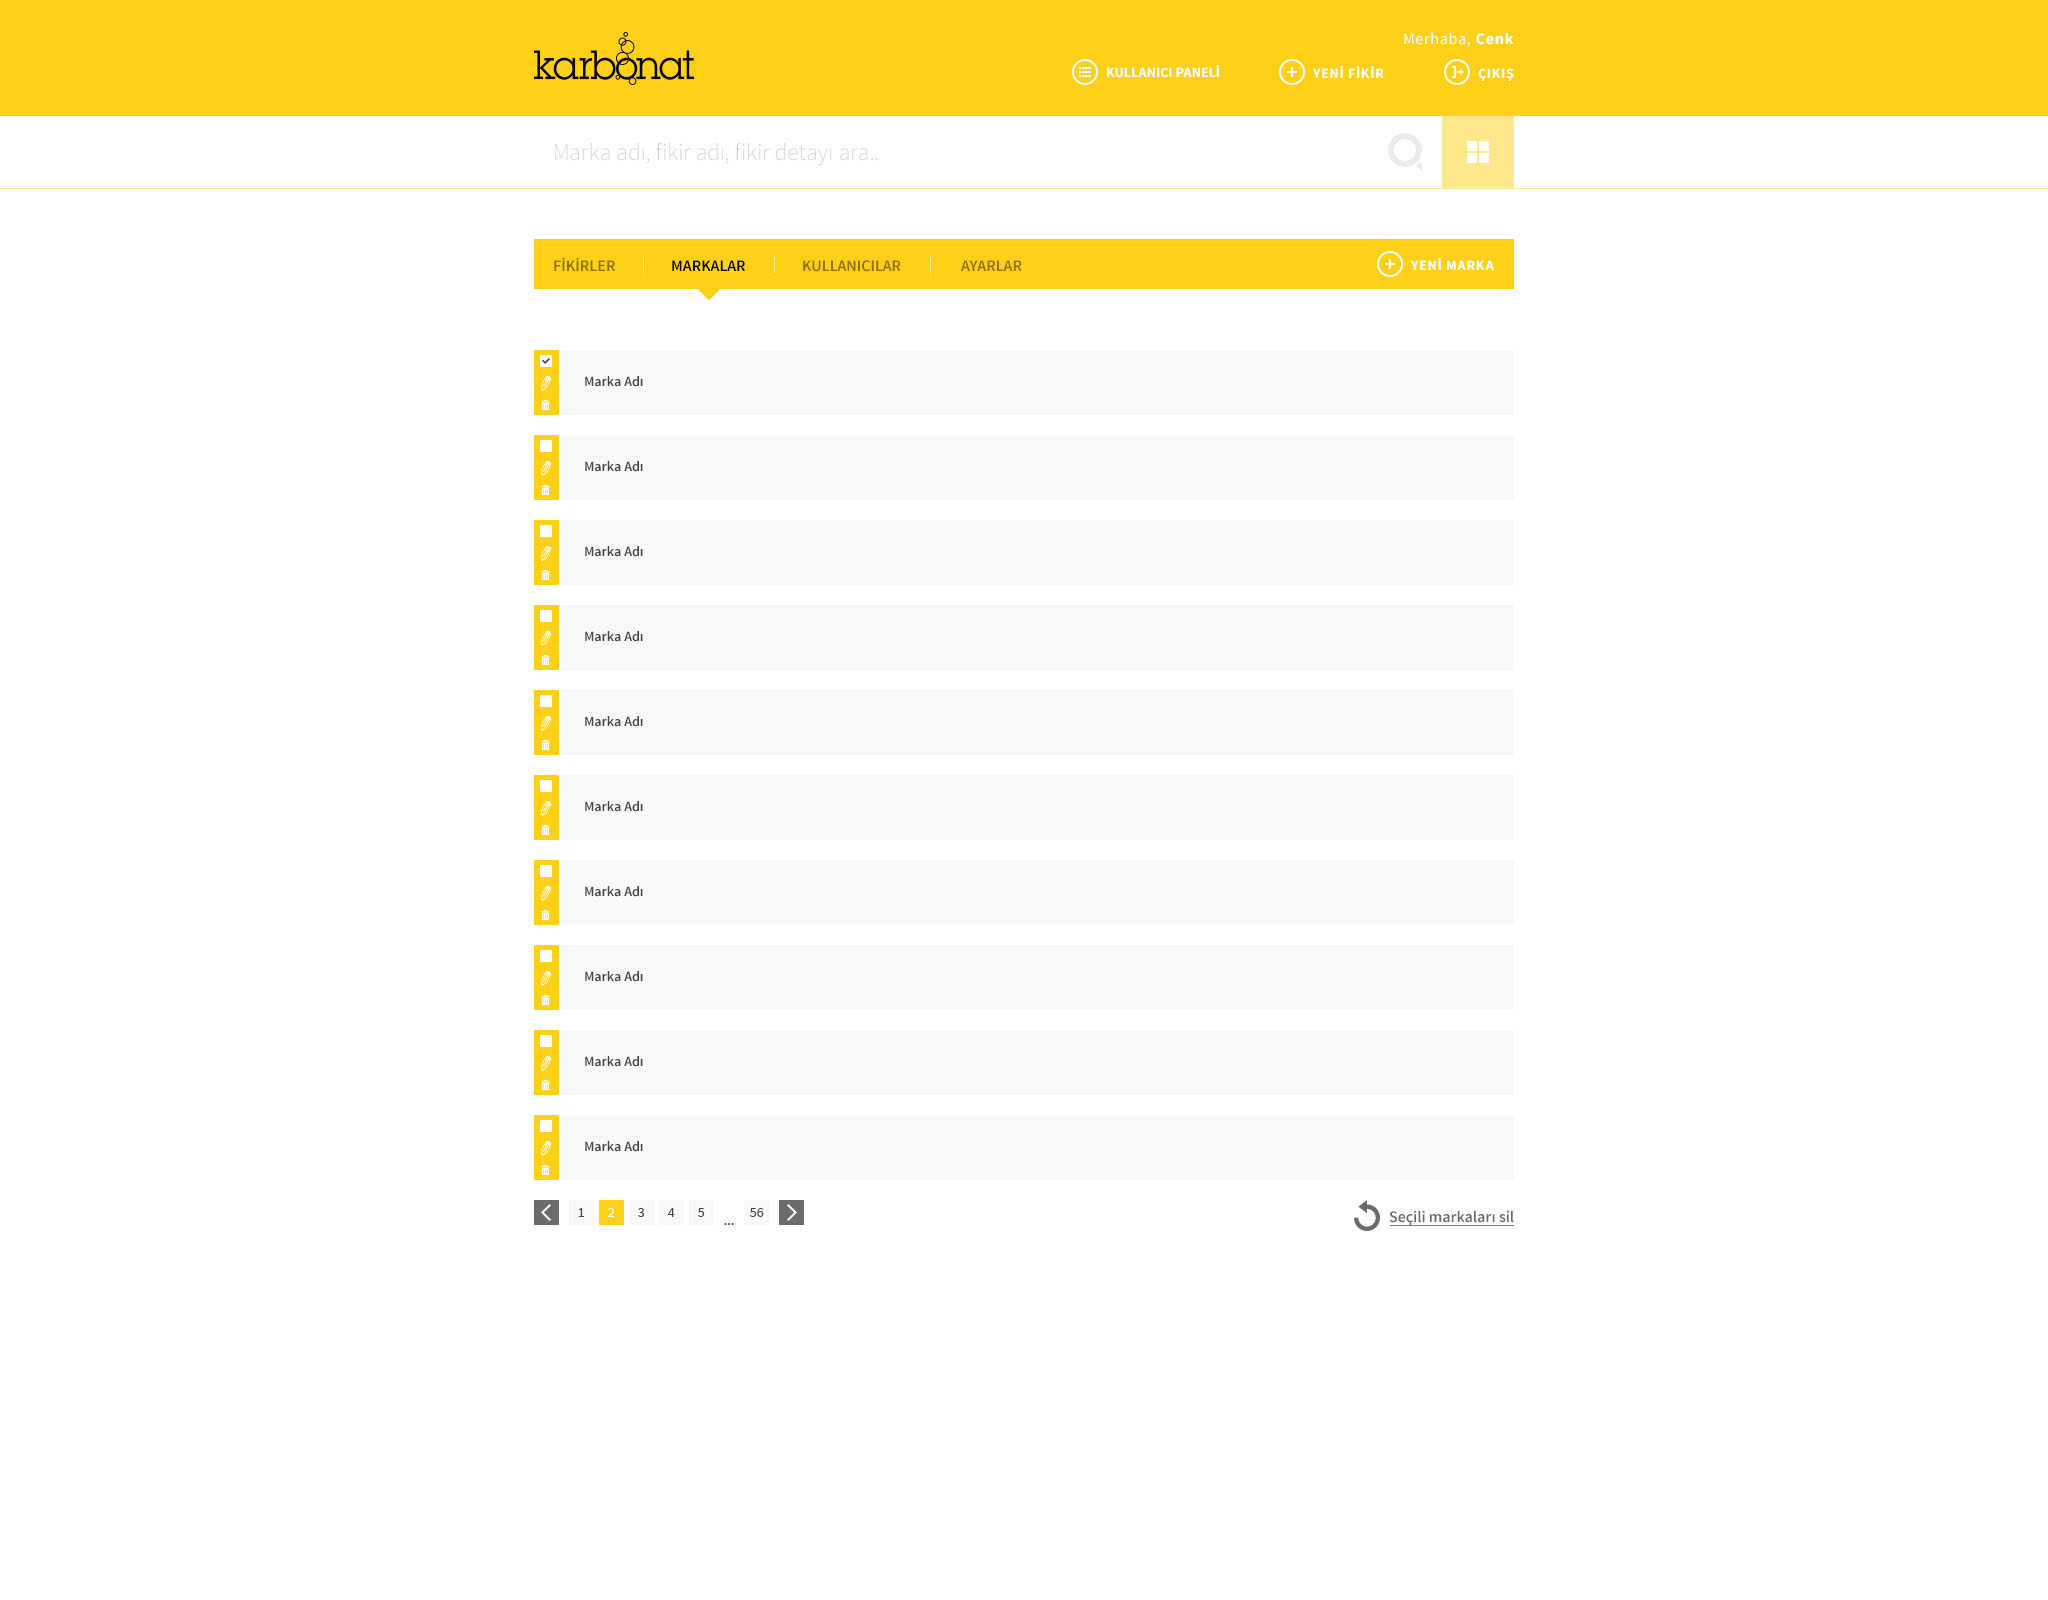 karbonat
Merhaba, Cenk
KULLANICI PANELİ
YENİ FİKİR
ÇIKIŞ
Marka adı, fikir adı, fikir detayı ara..
FİKİRLER
MARKALAR
KULLANICILAR
AYARLAR
YENİ MARKA
Marka Adı
Marka Adı
Marka Adı
Marka Adı
Marka Adı
Marka Adı
Marka Adı
Marka Adı
Marka Adı
Marka Adı
1 2 3 4 5 ... 56
Seçili markaları sil